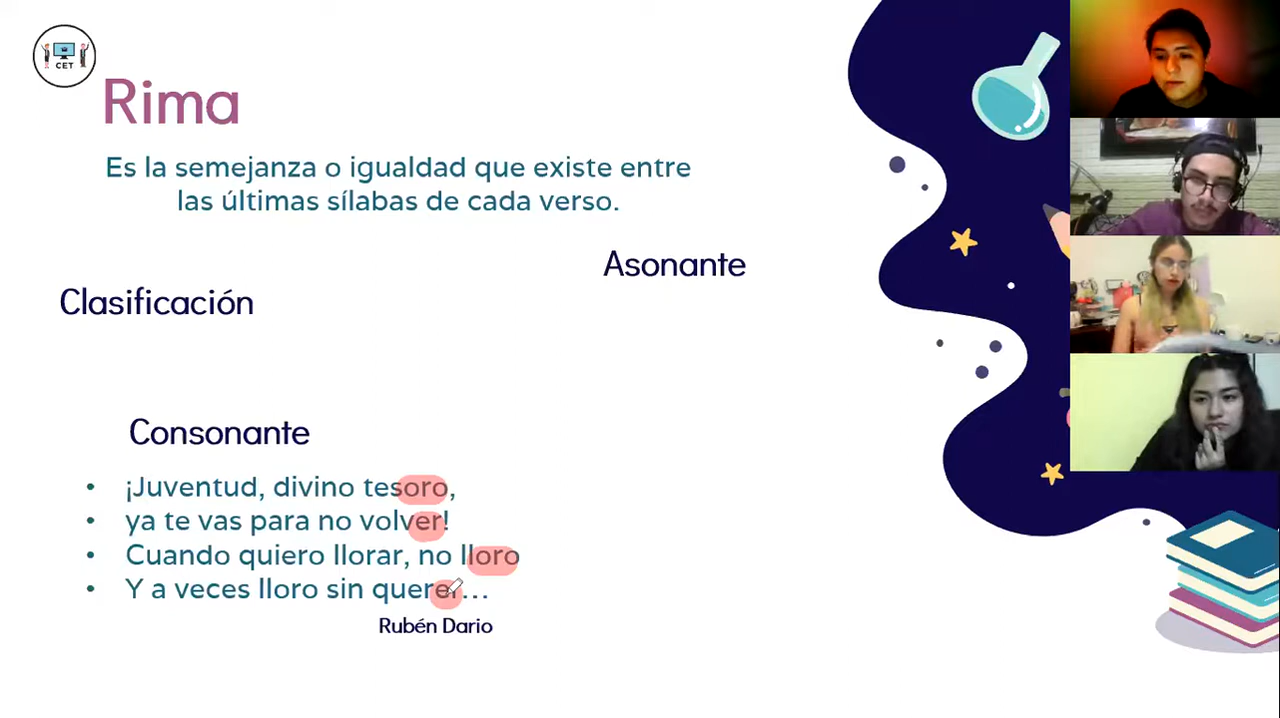 CET
Rima
Es la semejanza o igualdad que existe entre
las últimas sílabas de cada verso.
Asonante
Clasificación
Consonante
• ¡Juventud, divino tesoro,
• ya te vas para no volver!
• Cuando quiero llorar, no lloro
• Y a veces lloro sin querer…
Rubén Dario